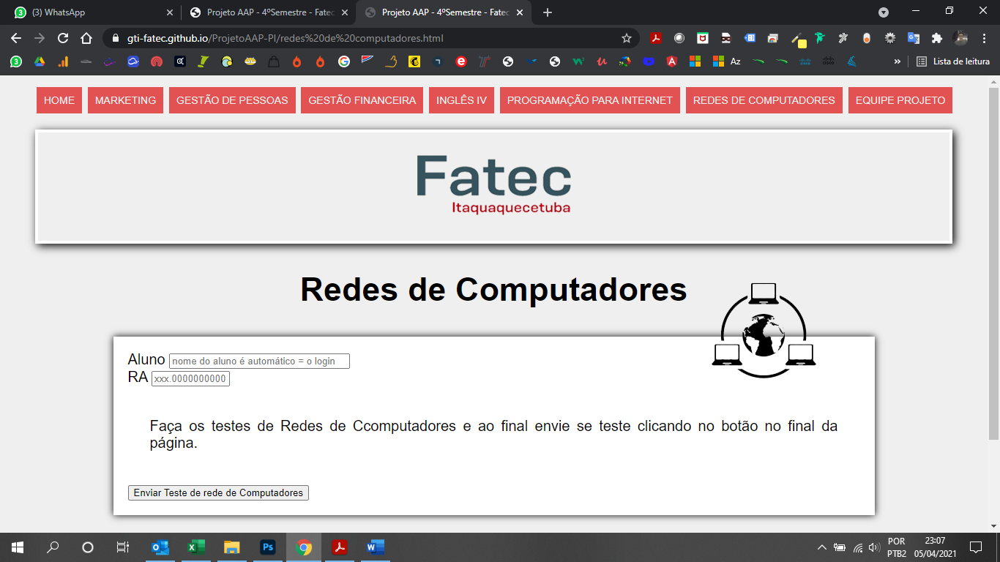 (3) WhatsApp
Projeto AAP - 4ºSemestre - Fatec
Projeto AAP - 4ºSemestre - Fatec
gti-fatec.github.io/ProjetoAAP-PI/redes%20de%20computadores.html
Az
Lista de leitura
HOME
MARKETING
GESTÃO DE PESSOAS
GESTÃO FINANCEIRA
INGLÊS IV
PROGRAMAÇÃO PARA INTERNET
REDES DE COMPUTADORES
EQUIPE PROJETO
Fatec
Itaquaquecetuba
Redes de Computadores
Aluno nome do aluno é automático = o login
RA xxx.0000000000
Faça os testes de Redes de Ccomputadores e ao final envie se teste clicando no botão no final da
página.
Enviar Teste de rede de Computadores
POR
PTB2
23:07
05/04/2021